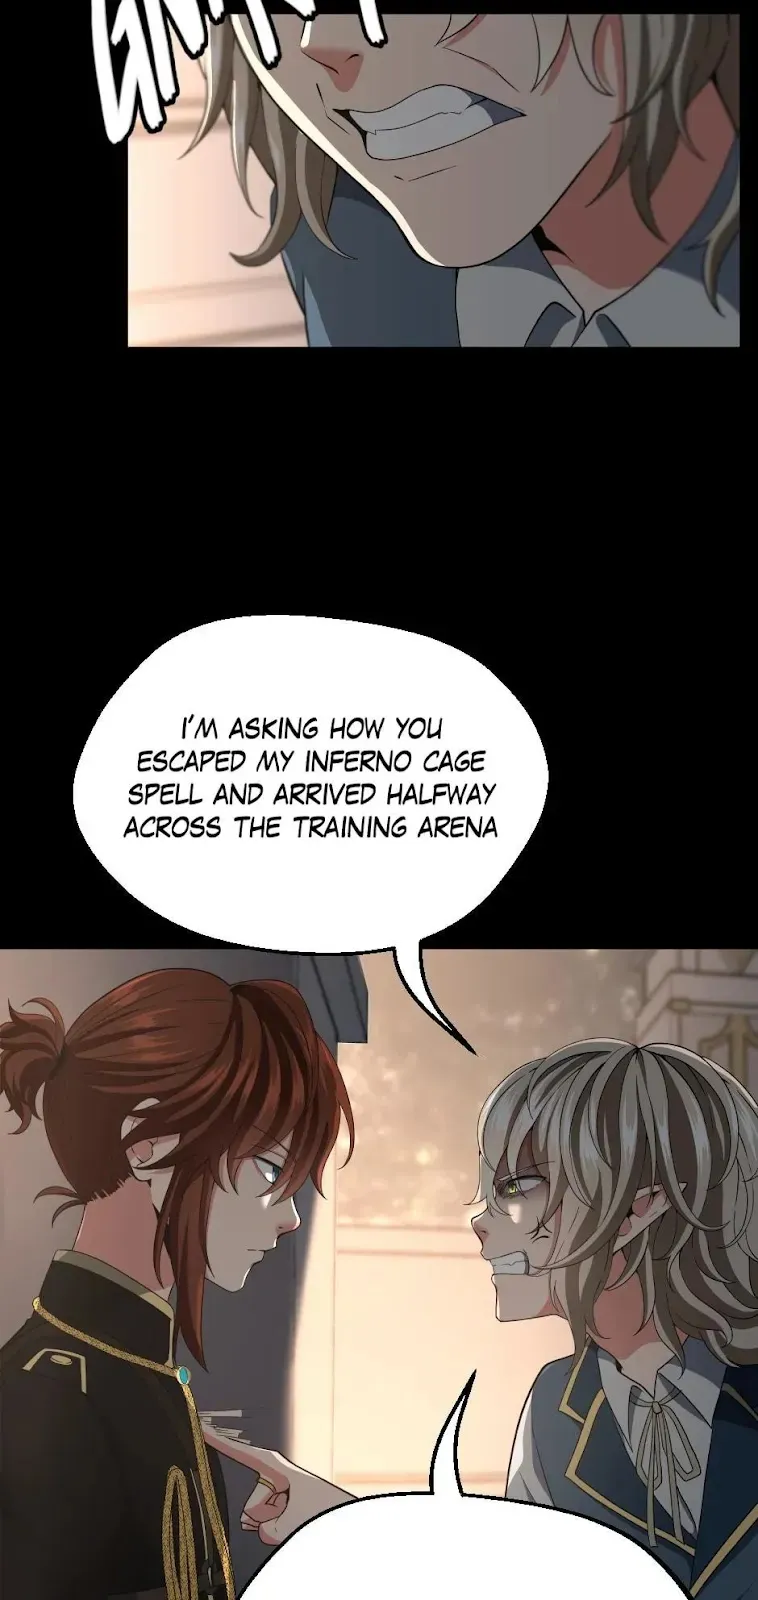 I'M ASKING HOW YOU
ESCAPED MY INFERNO CAGE
SPELL AND ARRIVED HALFWAY
ACROSS THE TRAINING ARENA